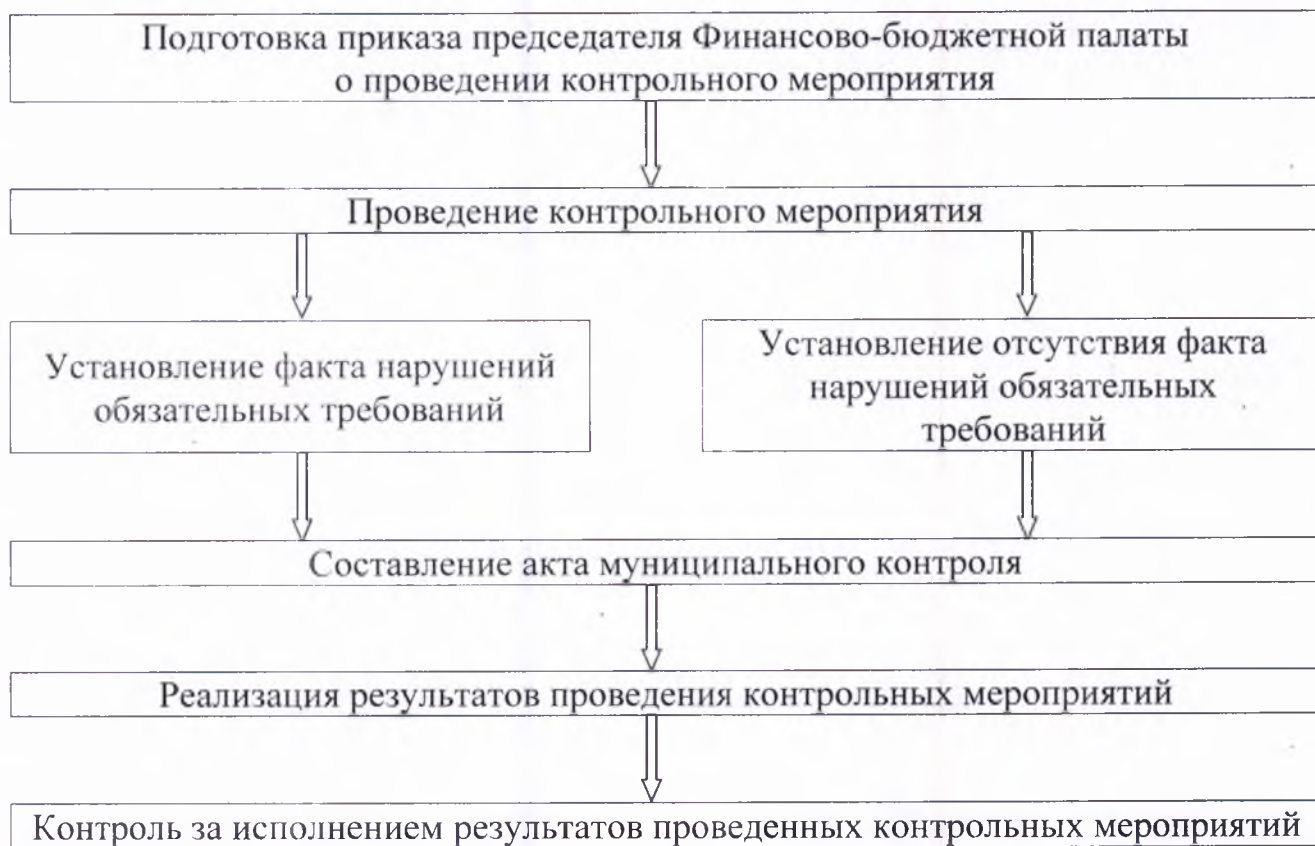 Подготовка приказа председателя Финансово-бюджетной палаты
о проведении контрольного мероприятия
Проведение контрольного мероприятия
Установление факта нарушений
обязательных требований
Установление отсутствия факта
нарушений обязательных
требований
Составление акта муниципального контроля
Реализация результатов проведения контрольных мероприятий
Контроль за исполнением результатов проведенных контрольных мероприятий